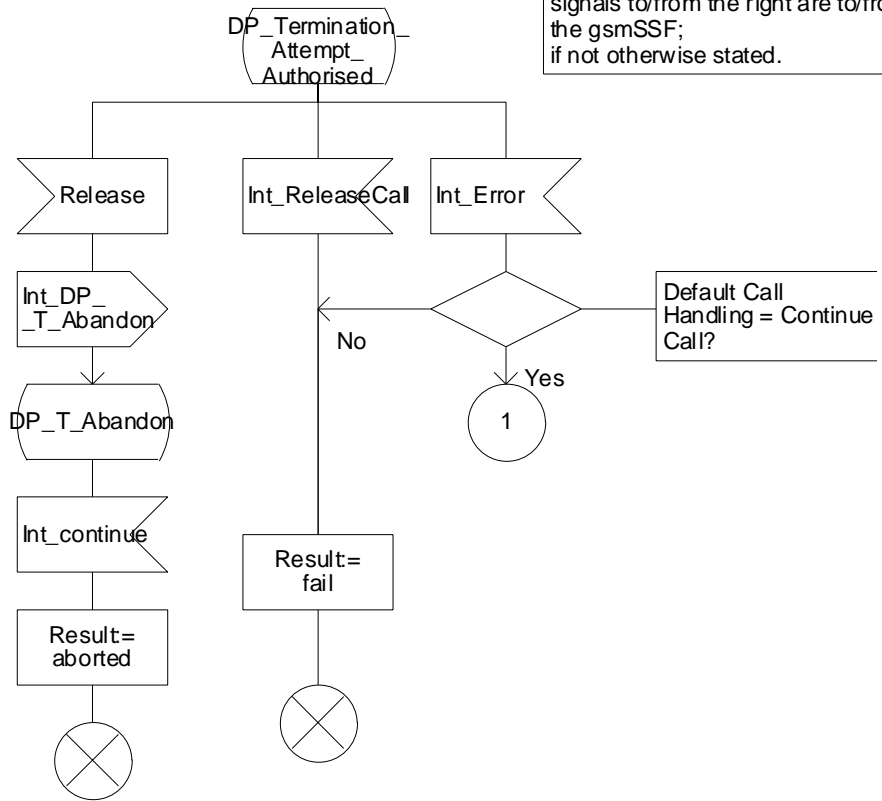 signals to/from the right are to/fro
the gsmSSF;
if not otherwise stated.
DP_Termination_
Attempt_
Authorised
Release
Int_ReleaseCall
Int_Error
Int_DP_
_T_Abandon
Default Call
Handling = Continue
Call?
No
Yes
DP_T_Abandon
1
Int_continue
Result:=
fail
Result:=
aborted